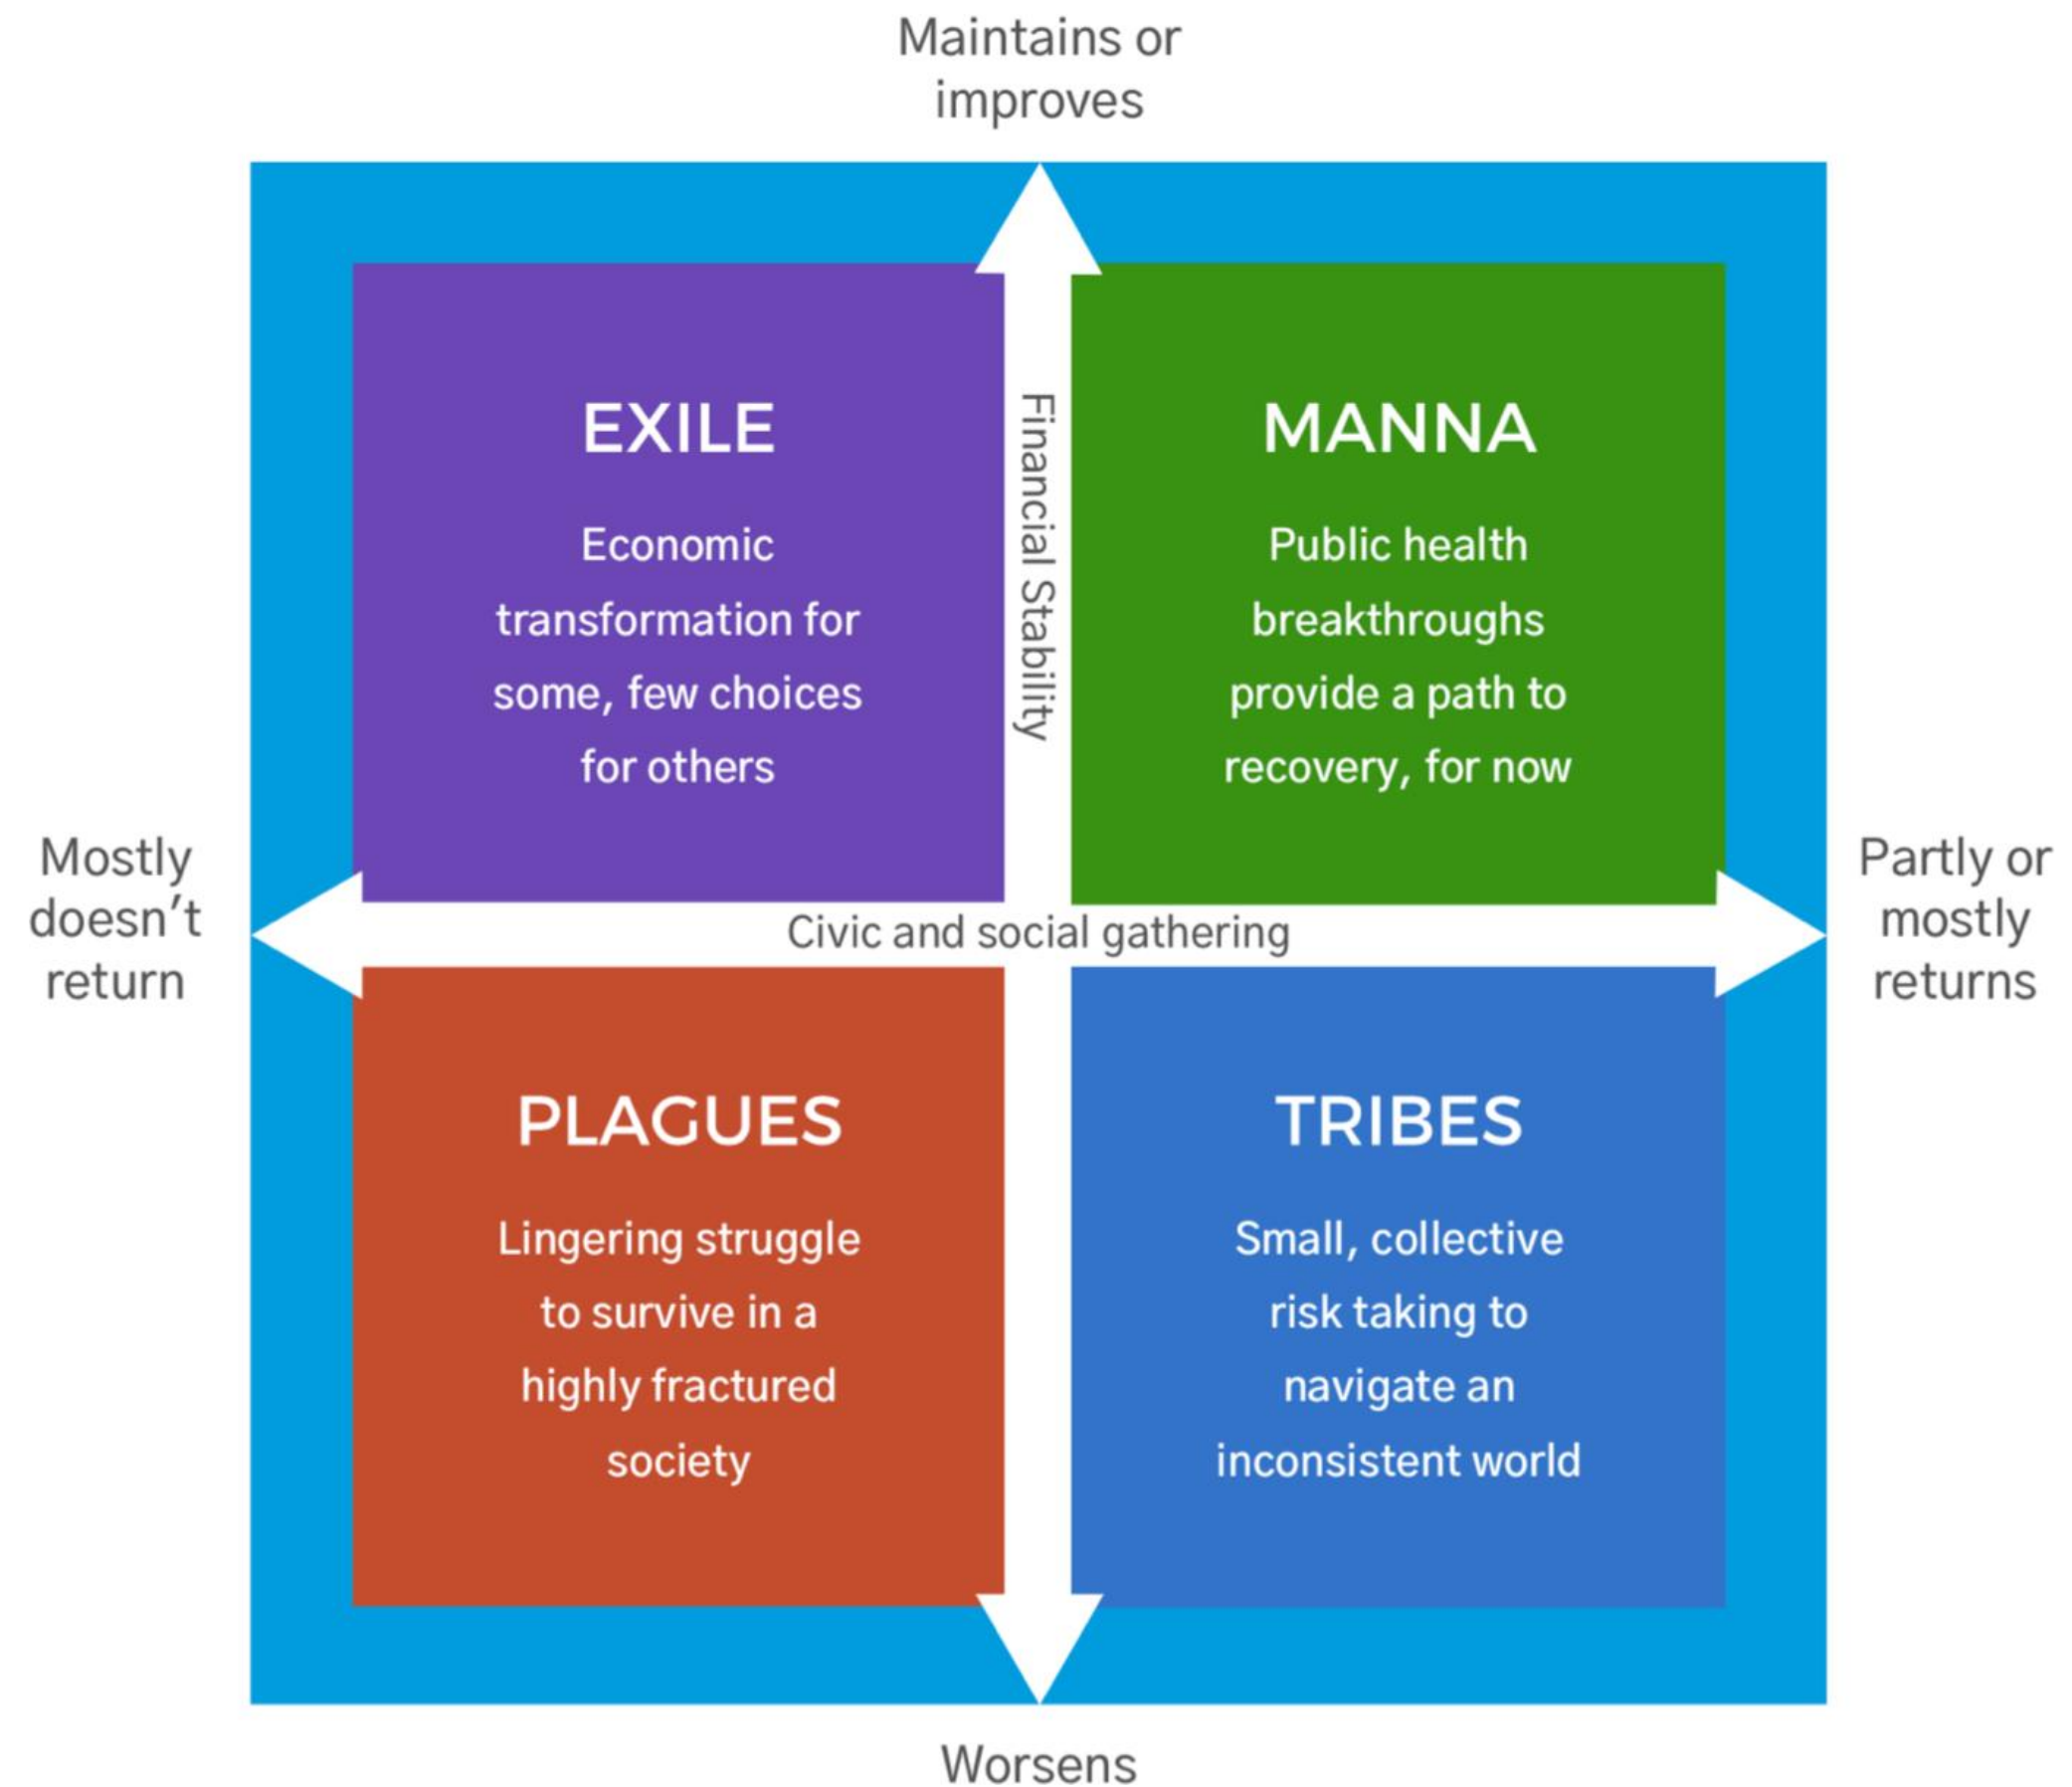 Maintains or
improves
EXILE
Economic
transformation for
some, few choices
for others
Financial Stability
MANNA
Public health
breakthroughs
provide a path to
recovery, for now
Mostly
doesn't
return
Civic and social gathering
Partly or
mostly
returns
PLAGUES
Lingering struggle
to survive in a
highly fractured
society
TRIBES
Small, collective
risk taking to
navigate an
inconsistent world
Worsens